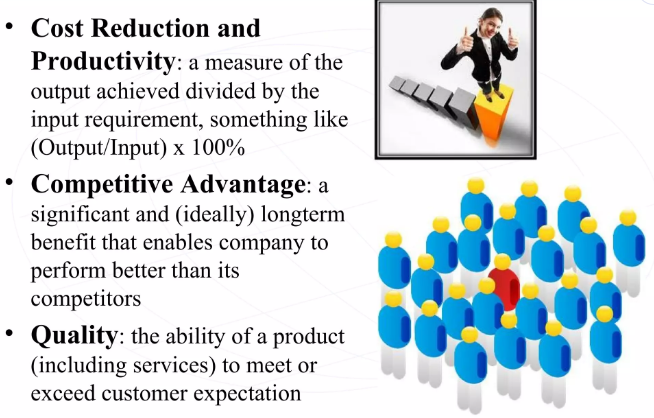 • Cost Reduction and
Productivity: a measure of the
output achieved divided by the
input requirement, something like
(Output/Input) x 100%
• Competitive Advantage: a
significant and (ideally) longterm
benefit that enables company to
perform better than its
competitors
• Quality: the ability of a product
(including services) to meet or
exceed customer expectation